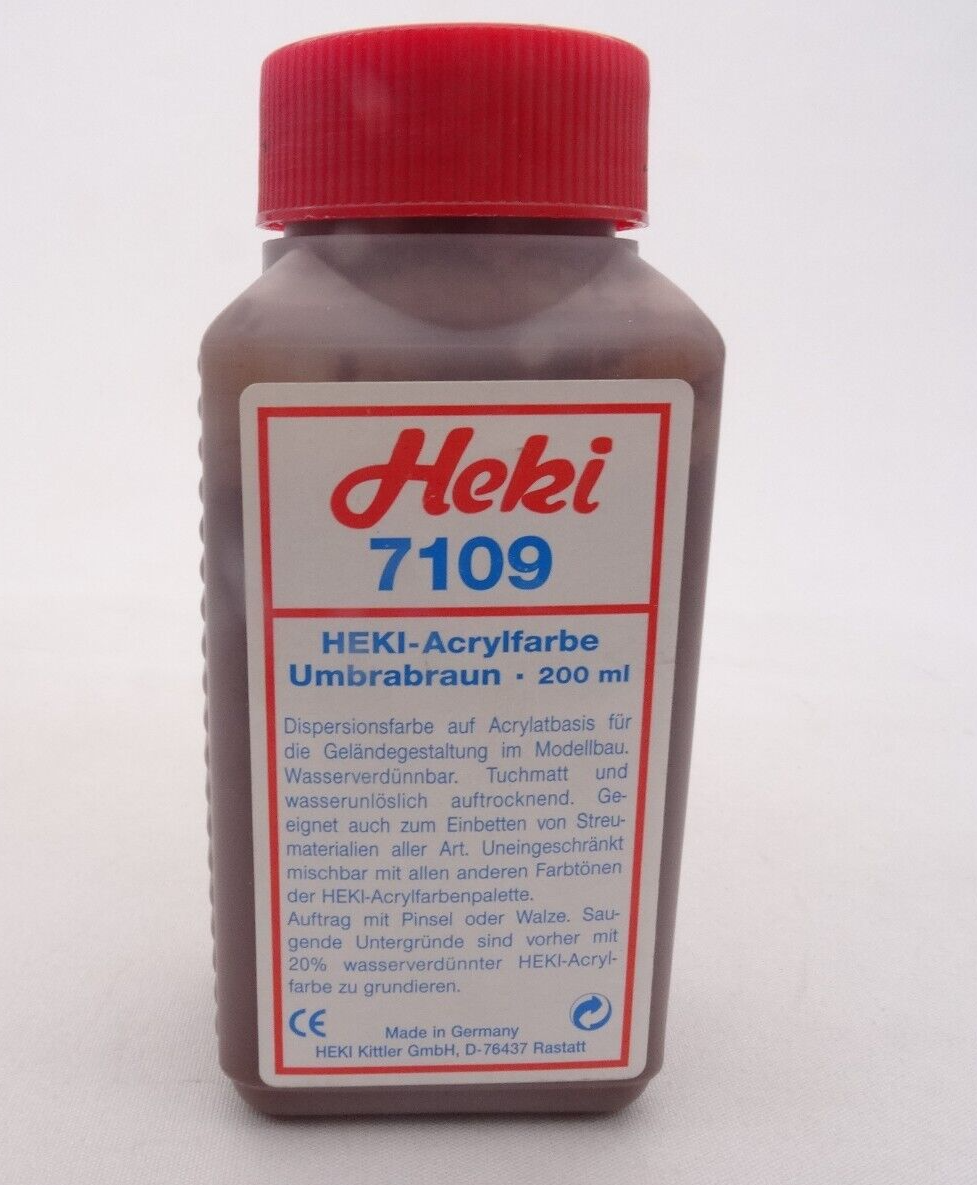 Heki
7109
HEKI-Acrylfarbe
Umbrabraun · 200 ml
Dispersionsfarbe auf Acrylatbasis für
die Geländegestaltung im Modellbau.
Wasserverdünnbar. Tuchmatt und
wasserunlöslich auftrocknend. Ge-
eignet auch zum Einbetten von Streu-
materialien aller Art. Uneingeschränkt
mischbar mit allen anderen Farbtönen
der HEKI-Acrylfarbenpalette.
Auftrag mit Pinsel oder Walze. Sau-
gende Untergründe sind vorher mit
20% wasserverdünnter HEKI-Acryl-
farbe zu grundieren.
CE
Made in Germany
HEKI Kittler GmbH, D-76437 Rastatt